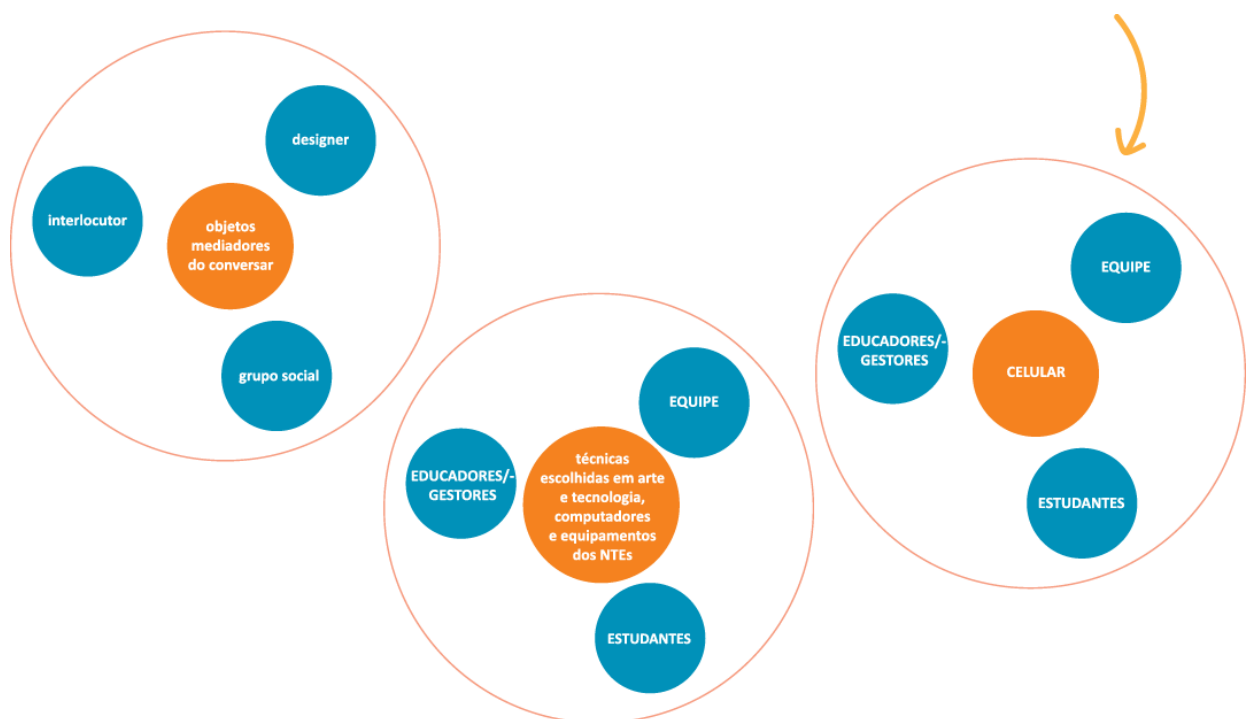 designer
interlocutor
objetos
mediadores
do conversar
grupo social
EQUIPE
EDUCADORES/-
GESTORES
técnicas
escolhidas em arte
e tecnologia,
computadores
e equipamentos
dos NTEs
ESTUDANTES
EQUIPE
EDUCADORES/-
GESTORES
CELULAR
ESTUDANTES